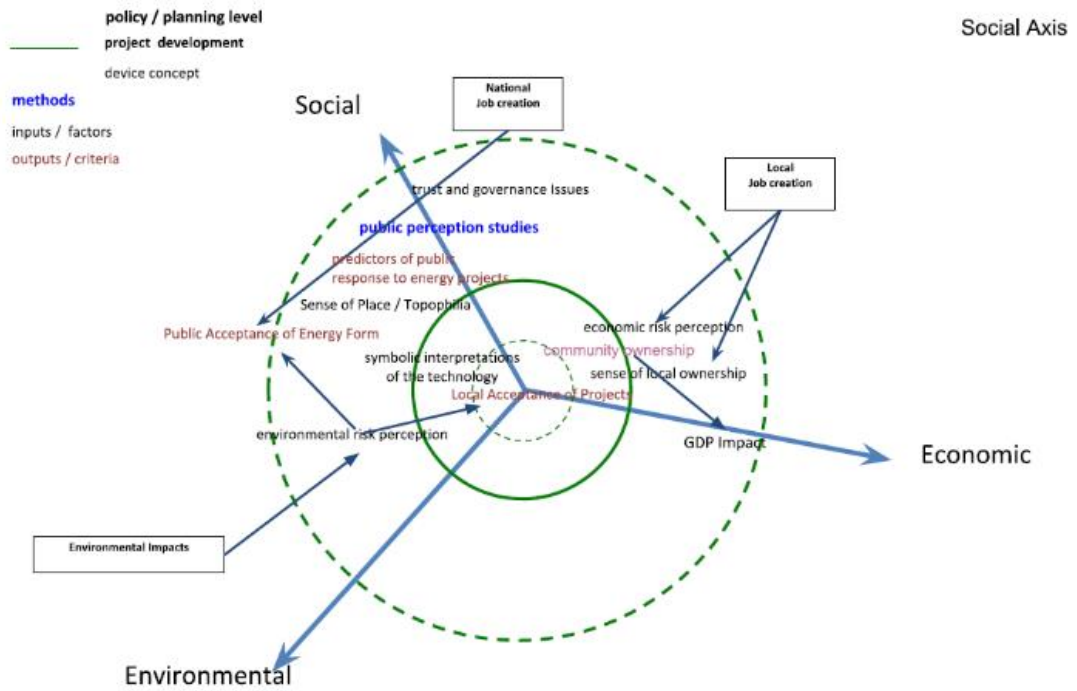 policy / planning level
project development
device concept
methods
inputs / factors
outputs / criteria
Social Axis
Social
National
Job creation
Local
Job creation
trust and governance Issues
public perception studies
predictors of public
response to energy projects
Sense of Place / Topophilia
Public Acceptance of Energy Form
economic risk perception
community ownership
sense of local ownership
symbolic interpretations
of the technology
Local Acceptance of Projects
environmental risk perception
GDP Impact
Economic
Environmental Impacts
Environmental